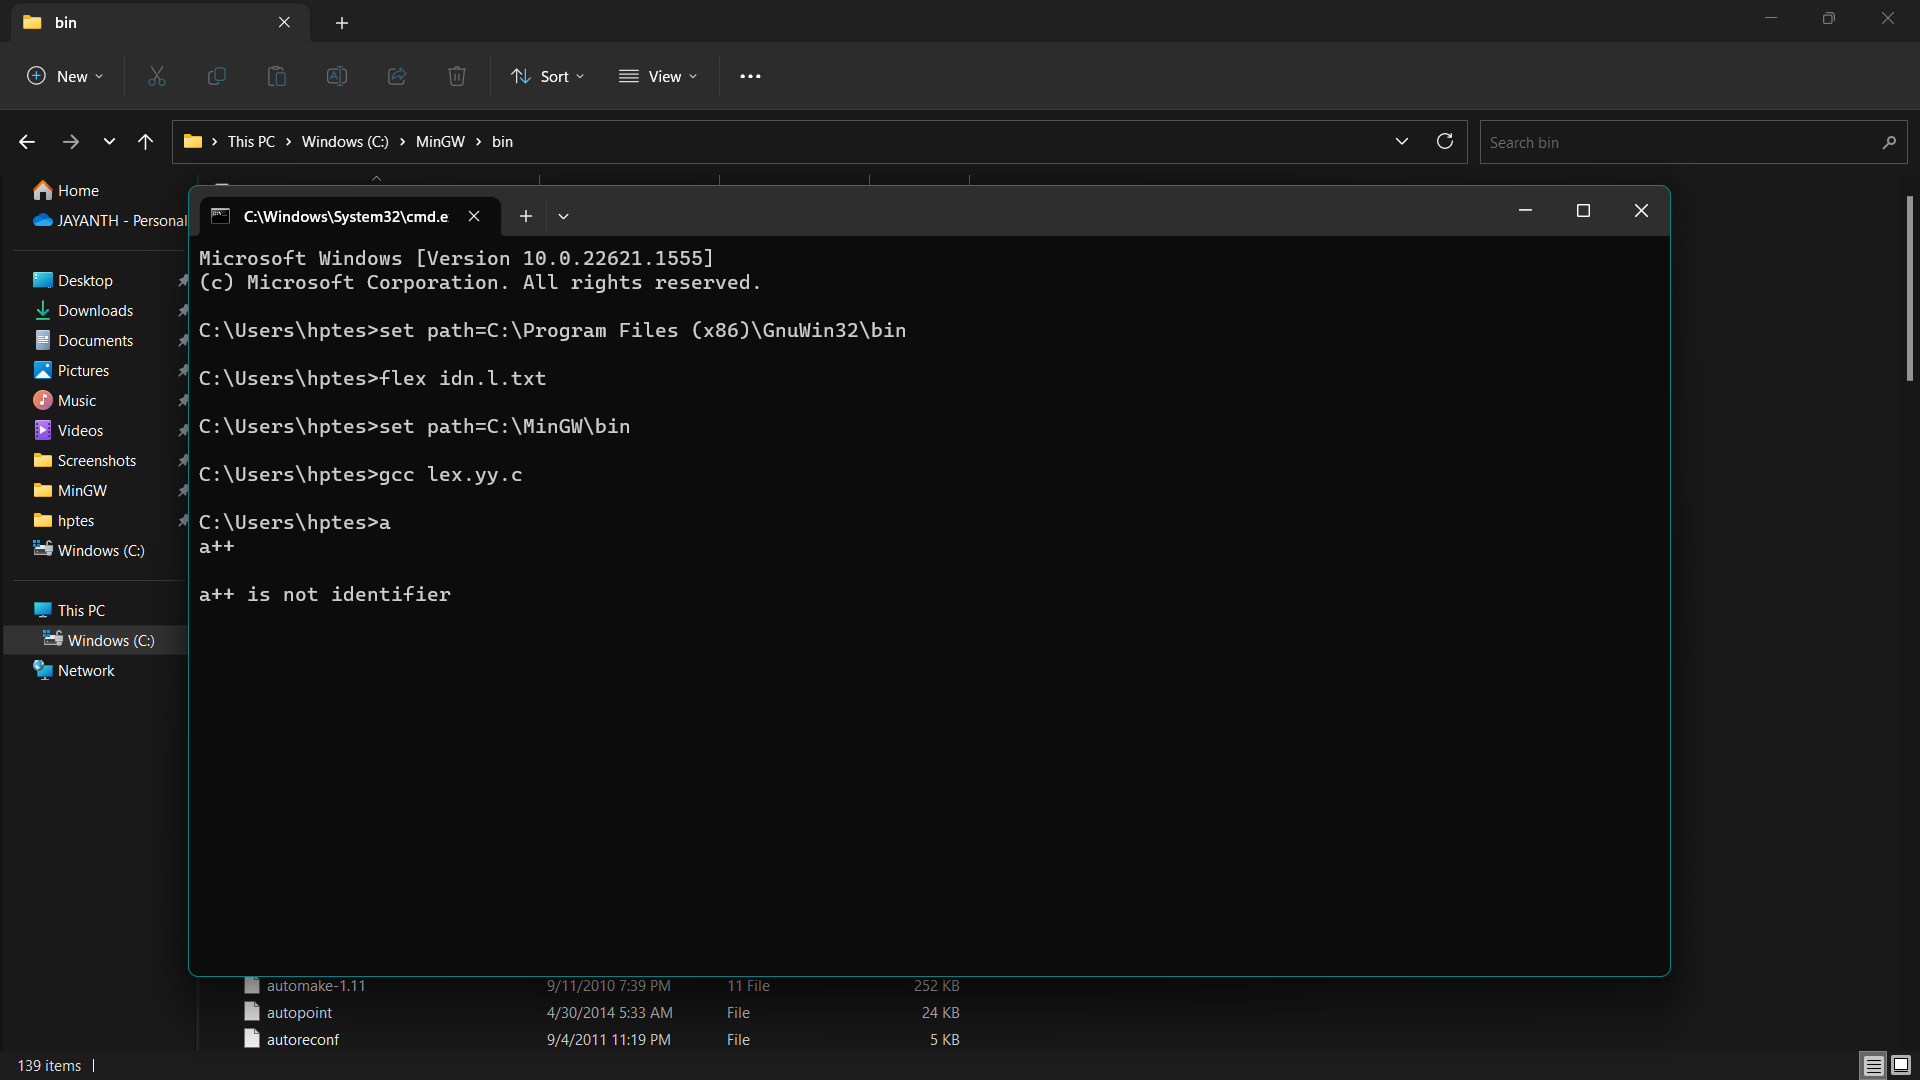 bin
New
Sort
View
This PC > Windows (C:) > MinGW > bin
Search bin
Home
JAYANTH - Personal
Desktop
Downloads
Documents
Pictures
Music
Videos
Screenshots
MinGW
hptes
Windows (C:)
This PC
Windows (C:)
Network
C:\Windows\System32\cmd.e
Microsoft Windows [Version 10.0.22621.1555]
(c) Microsoft Corporation. All rights reserved.
C:\Users\hptes>set path=C:\Program Files (x86)\GnuWin32\bin
C:\Users\hptes>flex idn.l.txt
C:\Users\hptes>set path=C:\MinGW\bin
C:\Users\hptes>gcc lex.yy.c
C:\Users\hptes>a
a++
a++ is not identifier
automake-1.11 9/11/2010 7:39 PM 11 File 252 KB
autopoint 4/30/2014 5:33 AM File 24 KB
autoreconf 9/4/2011 11:19 PM File 5 KB
139 items